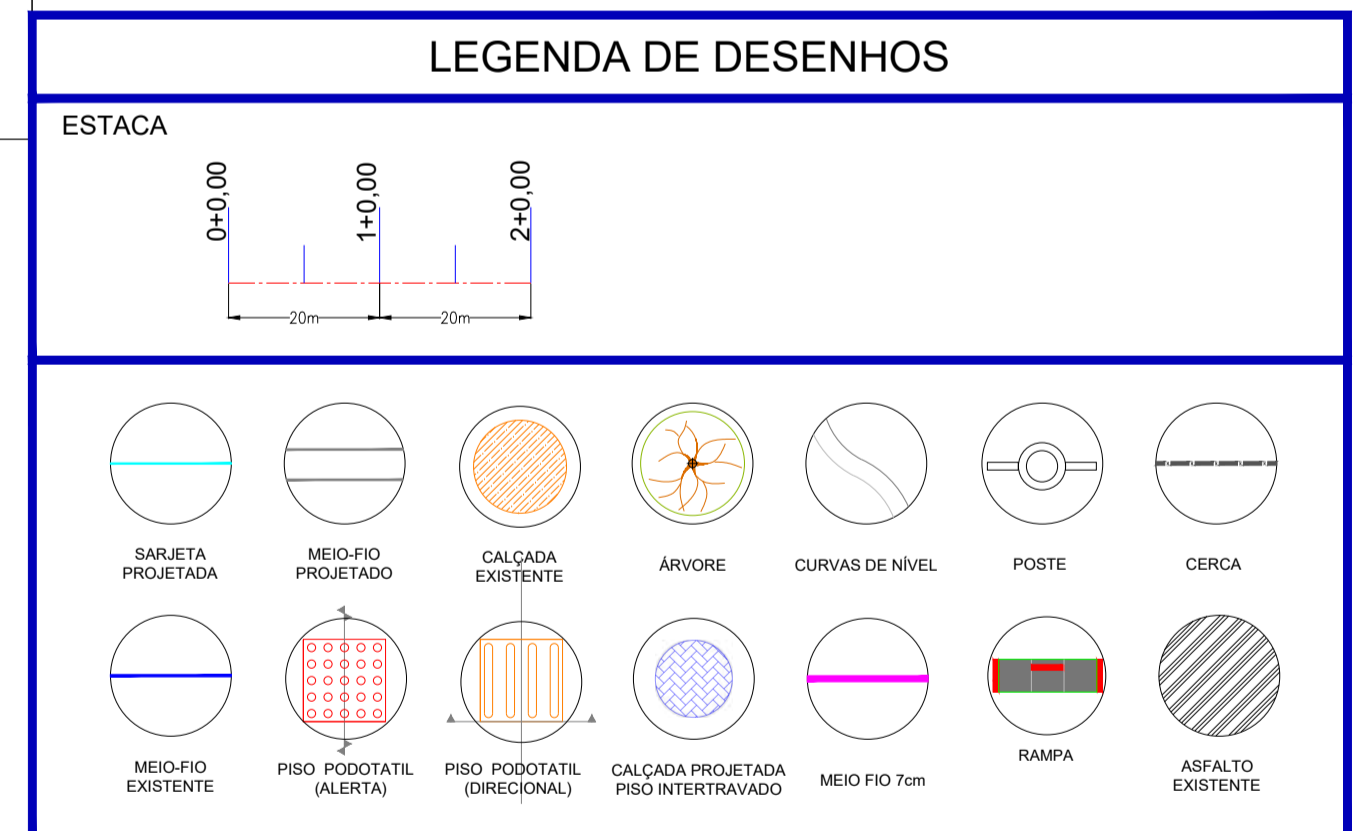 LEGENDA DE DESENHOS
ESTACA
0+0,00
1+0,00
2+0,00
20m
20m
SARJETA
PROJETADA
MEIO-FIO
PROJETADO
CALÇADA
EXISTENTE
ÁRVORE
CURVAS DE NÍVEL
POSTE
CERCA
MEIO-FIO
EXISTENTE
PISO PODOTATIL
(ALERTA)
PISO PODOTATIL
(DIRECIONAL)
CALÇADA PROJETADA
PISO INTERTRAVADO
MEIO FIO 7cm
RAMPA
ASFALTO
EXISTENTE